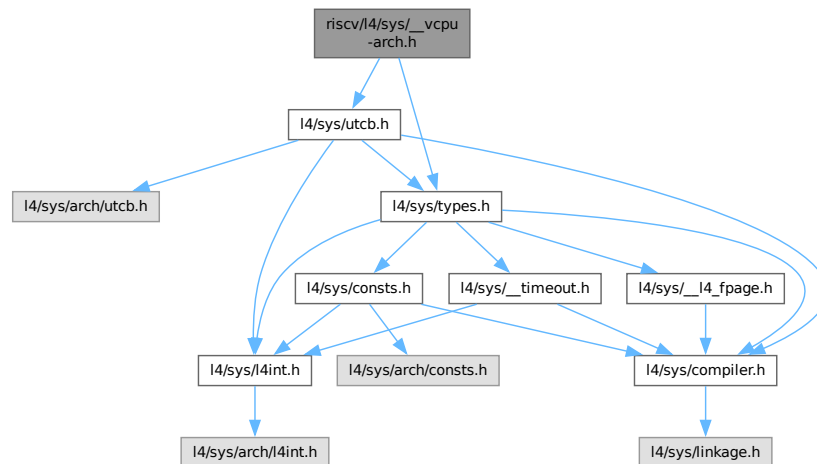 riscv/l4/sys/__vcpu
-arch.h
l4/sys/utcb.h
l4/sys/arch/utcb.h
l4/sys/types.h
l4/sys/consts.h
l4/sys/__timeout.h
l4/sys/__l4_fpage.h
l4/sys/l4int.h
l4/sys/arch/consts.h
l4/sys/compiler.h
l4/sys/arch/l4int.h
l4/sys/linkage.h